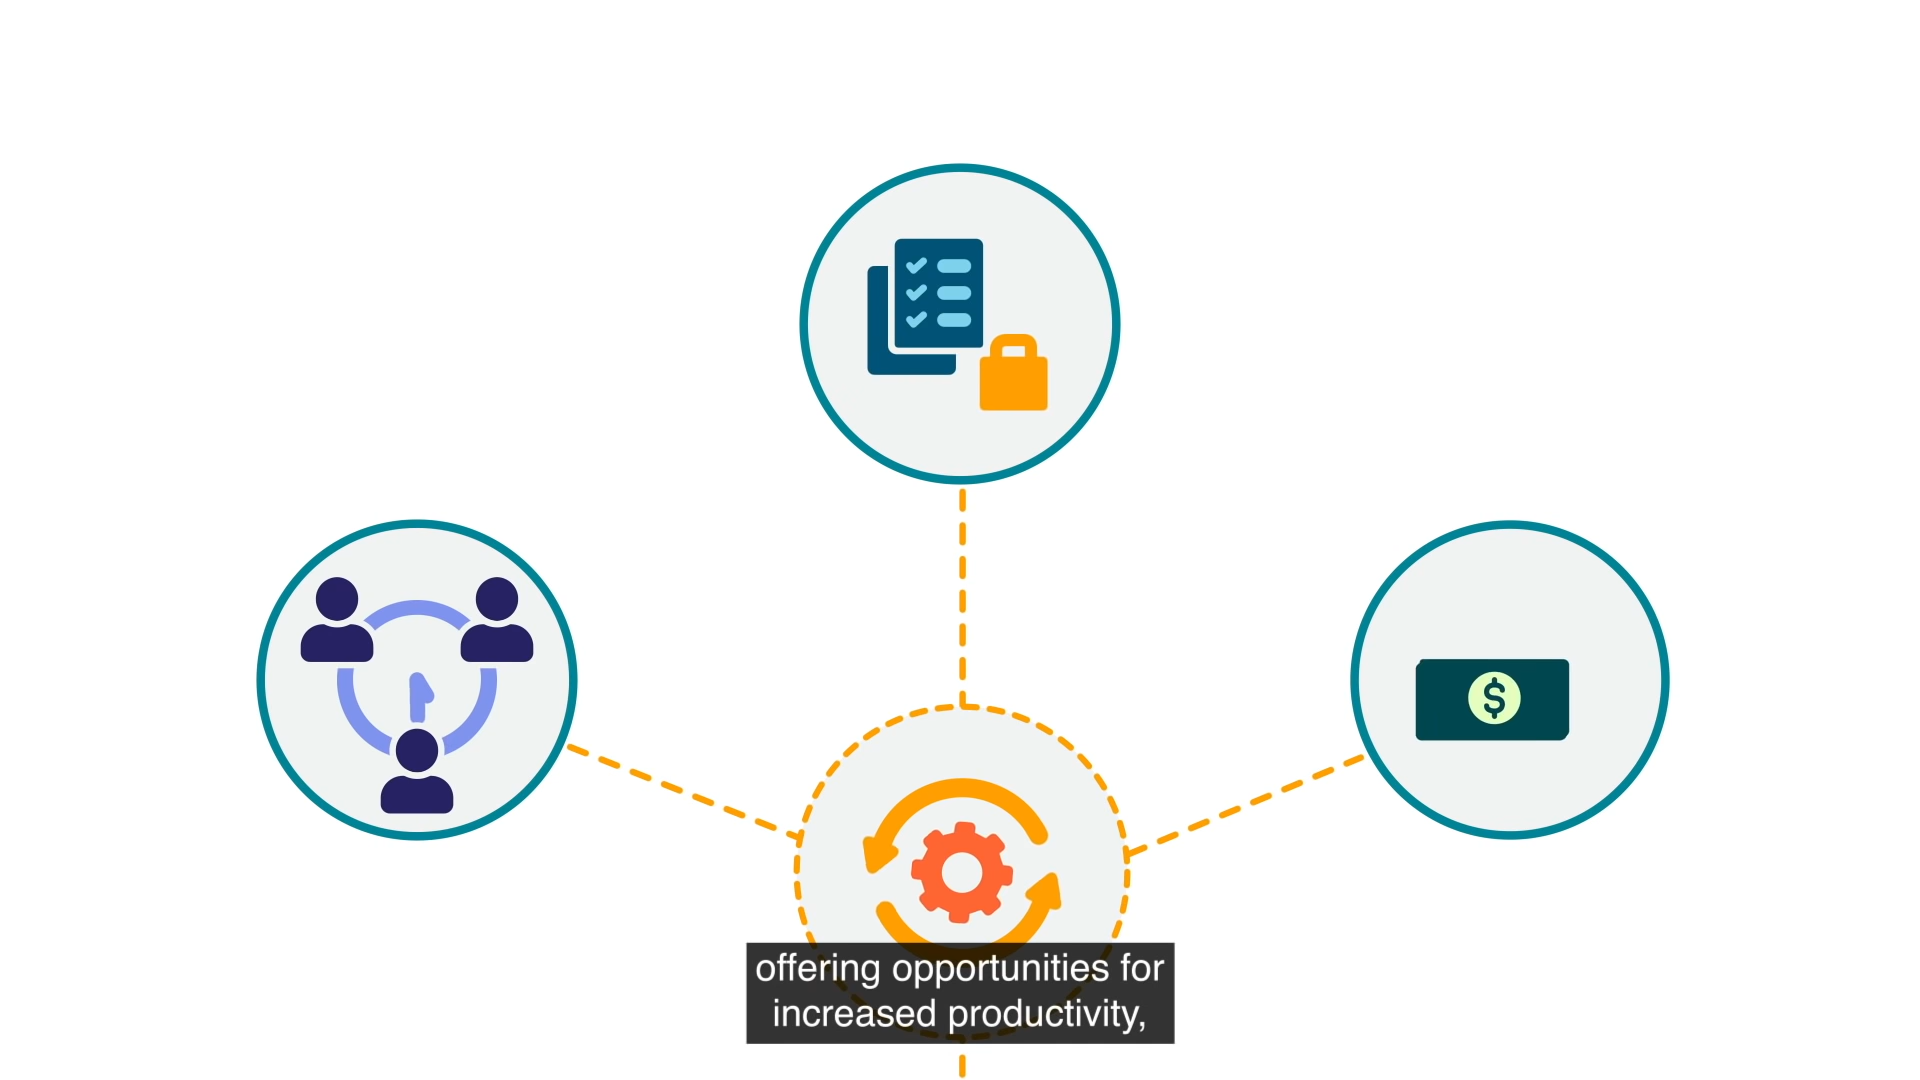 $
offering opportunities for
increased productivity,